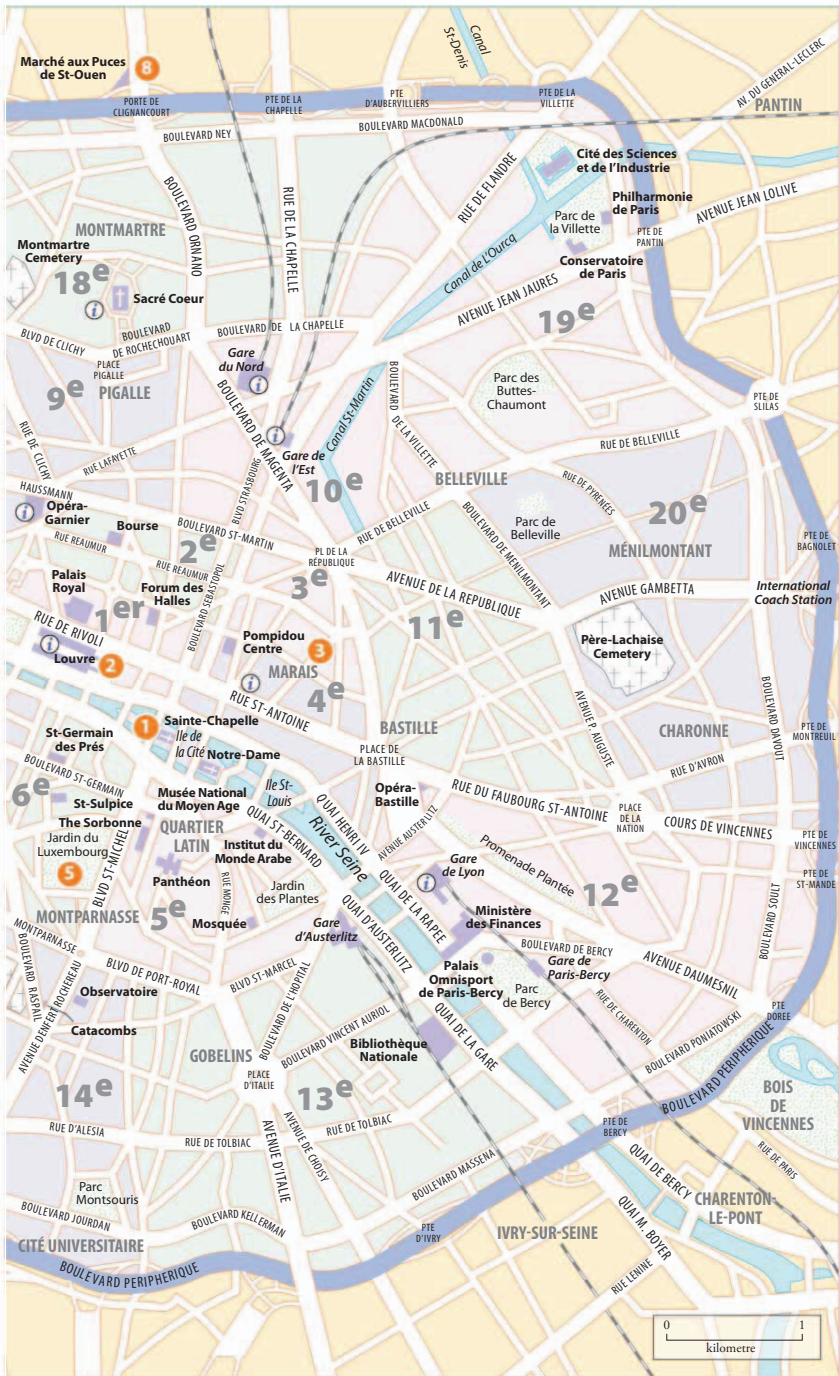 Canal
St-Denis
Marché aux Puces
de St-Ouen
8
AV. DU GENERAL-LECLERC
PORTE DE
CLIGNANCOURT
PTE DE LA
CHAPELLE
PTE
D'AUBERVILLIERS
PTE DE LA
VILLETTE
PANTIN
BOULEVARD NEY
BOULEVARD MACDONALD
Cité des Sciences
et de l'Industrie
RUE DE FLANDRE
BOULEVARD ORNANO
RUE DE LA CHAPELLE
Philharmonie
de Paris
AVENUE JEAN LOLIVE
Parc de
la Villette
PTE DE
PANTIN
MONTMARTRE
Montmartre
Cemetery
Canal de L'Ourcq
Conservatoire
de Paris
18e
Sacré Coeur
i
AVENUE JEAN JAURES
19e
BLVD DE CLICHY
BOULEVARD
DE ROCHECHOUART
BOULEVARD DE LA CHAPELLE
PLACE
PIGALLE
Gare
du Nord
i
9e
PIGALLE
Parc des
Buttes-
Chaumont
PTE DE
SLILAS
Canal St-Martin
BOULEVARD DE LA VILLETTE
BOULEVARD DE MAGENTA
RUE DE CLICHY
RUE LAFAYETTE
i
Gare de
l'Est
RUE DE BELLEVILLE
BLVD STRASBOURG
10e
BELLEVILLE
RUE DE PYRENÉES
HAUSSMANN
i
Opéra-
Garnier
Bourse
BOULEVARD ST-MARTIN
RUE DE BELLEVILLE
BOULEVARD DE MENILMONTANT
Parc de
Belleville
20e
MÉNILMONTANT
PTE DE
BAGNOLET
RUE REAUMUR
2e
RUE REAUMUR
PL DE LA
RÉPUBLIQUE
3e
AVENUE DE LA REPUBLIQUE
AVENUE GAMBETTA
International
Coach Station
Palais
Royal
1er
Forum des
Halles
BOULEVARD SEBASTOPOL
11e
RUE DE RIVOLI
i
Louvre
2
Pompidou
Centre
3
MARAIS
Père-Lachaise
Cemetery
i
4e
RUE ST-ANTOINE
AVENUE P. AUGUSTE
BOULEVARD DAVOUT
1
Sainte-Chapelle
Ile de
la Cité
Notre-Dame
St-Germain
des Prés
BASTILLE
CHARONNE
PTE DE
MONTREUIL
PLACE DE
LA BASTILLE
RUE D'AVRON
BOULEVARD ST-GERMAIN
6e
St-Sulpice
Musée National
du Moyen Age
Ile St-
Louis
Opéra-
Bastille
RUE DU FAUBOURG ST-ANTOINE
PLACE
DE LA
NATION
COURS DE VINCENNES
PTE DE
VINCENNES
The Sorbonne
QUARTIER
LATIN
QUAI ST-BERNARD
QUAI HENRI IV
River Seine
AVENUE AUSTERLITZ
Jardin du
Luxembourg
5
BLVD ST-MICHEL
Institut du
Monde Arabe
Promenade Plantée
PTE DE
ST-MANDE
Panthéon
RUE MONGE
Jardin
des Plantes
QUAI DE LA RAPEE
i
Gare
de Lyon
12e
MONTPARNASSE
5e
Mosquée
Gare
d'Austerlitz
QUAI D'AUSTERLITZ
Ministère
des Finances
BOULEVARD SOULT
MONTPARNASSE
BOULEVARD RASPAIL
BLVD DE PORT-ROYAL
BLVD ST-MARCEL
BOULEVARD DE BERCY
Gare de
Paris-Bercy
AVENUE DAUMESNIL
Palais
Omnisport
de Paris-Bercy
Parc
de Bercy
AVENUE DENFERT ROCHEREAU
Observatoire
BOULEVARD DE L'HOPITAL
RUE DE CHARENTON
PTE
DOREE
Catacombs
BOULEVARD VINCENT AURIOL
QUAI DE LA GARE
Bibliothèque
Nationale
BOULEVARD PONIATOWSKI
GOBELINS
PLACE
D'ITALIE
BOULEVARD PERIPHERIQUE
14e
13e
BOIS
DE
VINCENNES
RUE D'ALESIA
RUE DE TOLBIAC
AVENUE D'ITALIE
AVENUE DE CHOISY
RUE DE TOLBIAC
PTE DE
BERCY
RUE DE PARIS
BOULEVARD MASSENA
QUAI DE BERCY
Parc
Montsouris
CHARENTON-
LE-PONT
BOULEVARD JOURDAN
BOULEVARD KELLERMAN
PTE
D'IVRY
IVRY-SUR-SEINE
QUAI M. BOYER
CITÉ UNIVERSITAIRE
BOULEVARD PERIPHERIQUE
RUE LENINE
0 1
kilometre